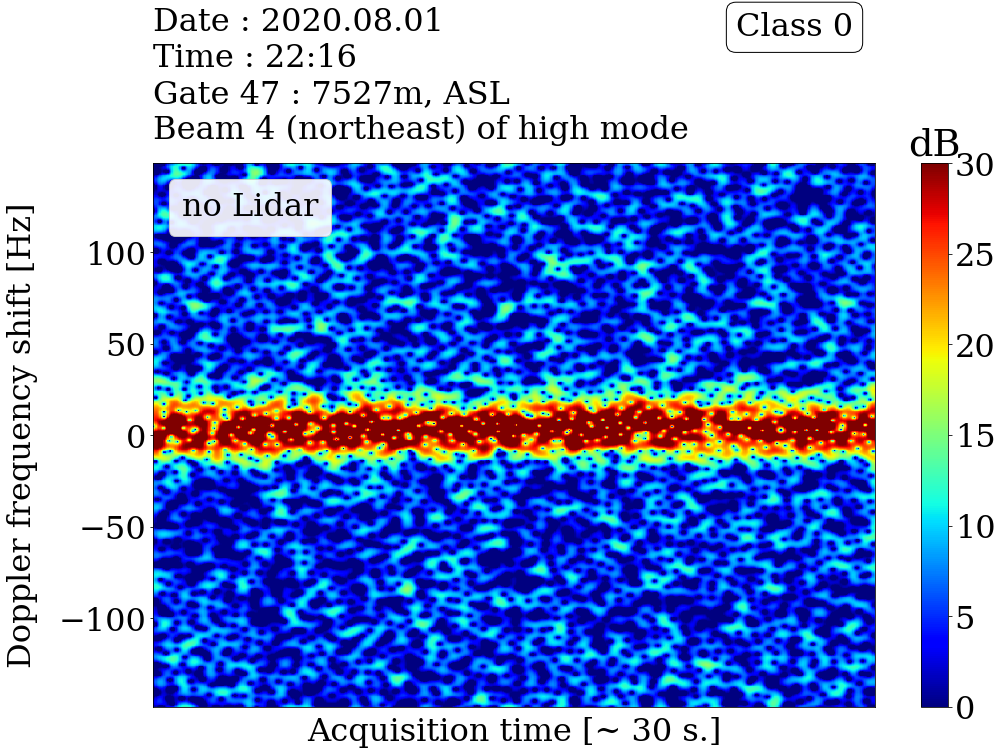 Date : 2020.08.01
Time : 22:16
Gate 47 : 7527m, ASL
Beam 4 (northeast) of high mode
Class 0
dB
no Lidar
Doppler frequency shift [Hz]
100
50
0
−50
−100
30
25
20
15
10
5
0
Acquisition time [~ 30 s.]